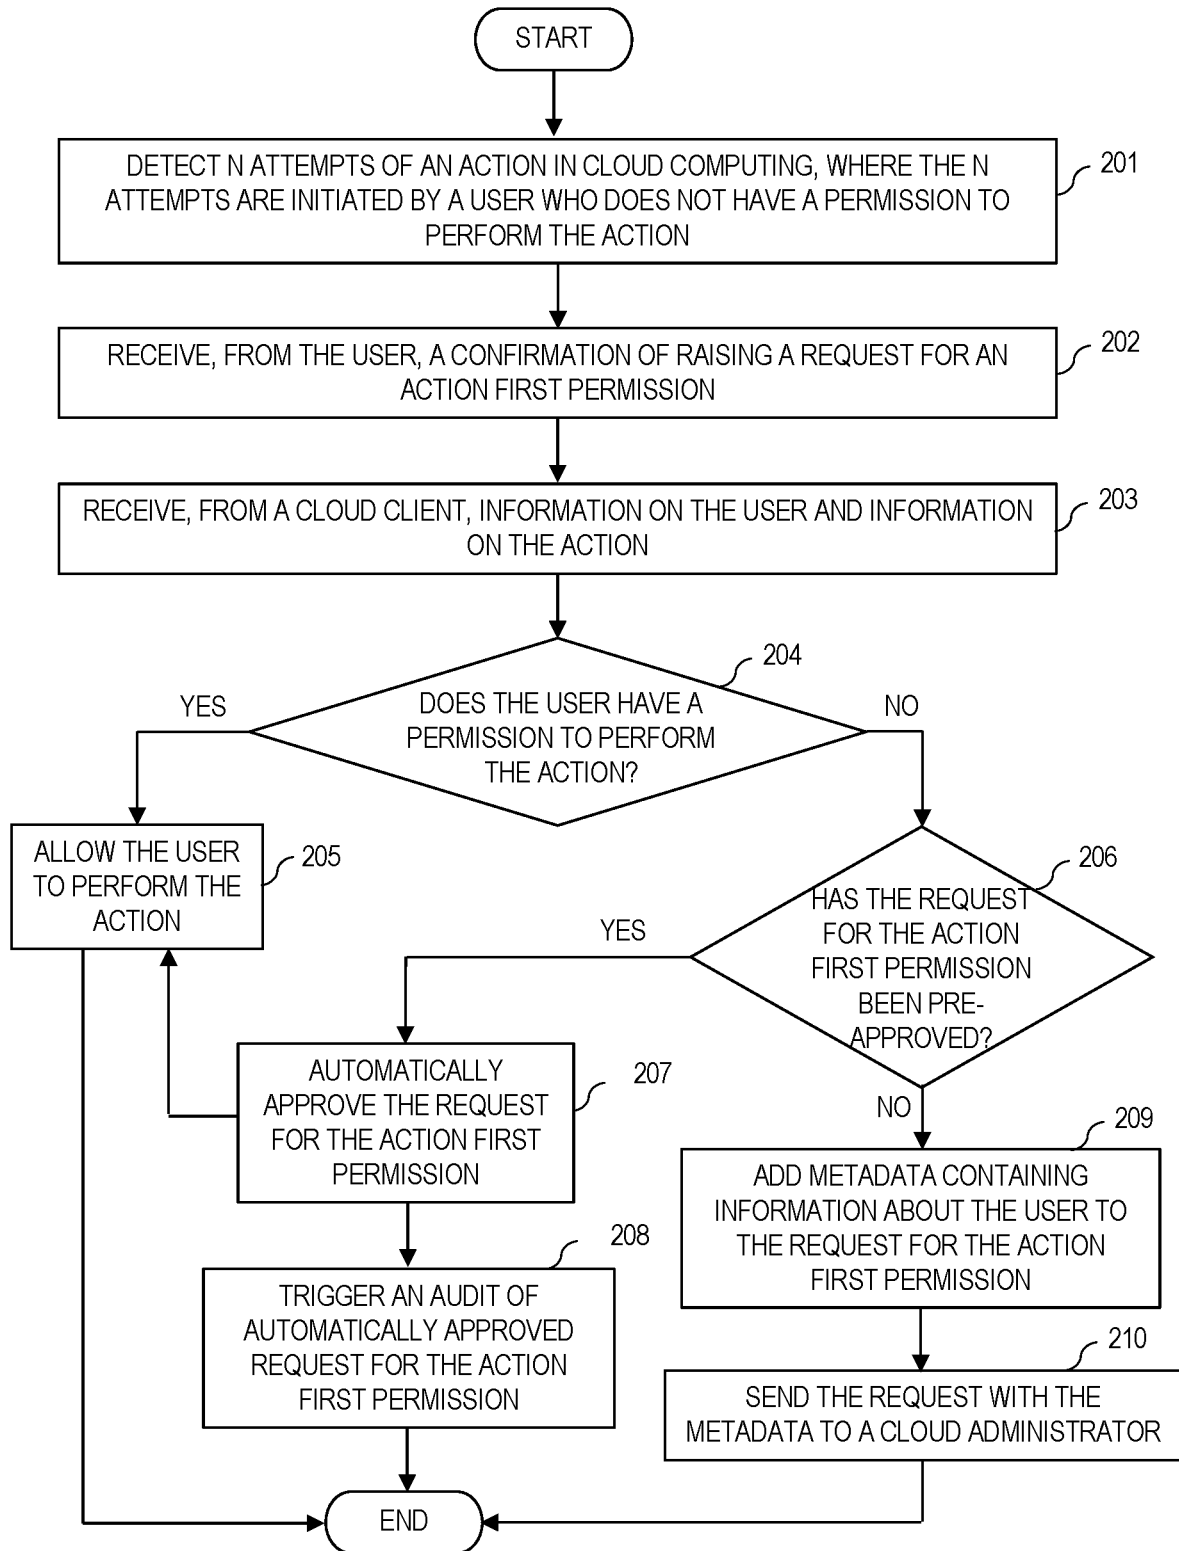 START
DETECT N ATTEMPTS OF AN ACTION IN CLOUD COMPUTING, WHERE THE N
ATTEMPTS ARE INITIATED BY A USER WHO DOES NOT HAVE A PERMISSION TO
PERFORM THE ACTION
201
RECEIVE, FROM THE USER, A CONFIRMATION OF RAISING A REQUEST FOR AN
ACTION FIRST PERMISSION
202
RECEIVE, FROM A CLOUD CLIENT, INFORMATION ON THE USER AND INFORMATION
ON THE ACTION
203
204
DOES THE USER HAVE A
PERMISSION TO PERFORM
THE ACTION?
YES
NO
ALLOW THE USER
TO PERFORM THE
ACTION
205
206
HAS THE REQUEST
FOR THE ACTION
FIRST PERMISSION
BEEN PRE-
APPROVED?
YES
NO
AUTOMATICALLY
APPROVE THE REQUEST
FOR THE ACTION FIRST
PERMISSION
207
208
TRIGGER AN AUDIT OF
AUTOMATICALLY APPROVED
REQUEST FOR THE ACTION
FIRST PERMISSION
209
ADD METADATA CONTAINING
INFORMATION ABOUT THE USER TO
THE REQUEST FOR THE ACTION
FIRST PERMISSION
210
SEND THE REQUEST WITH THE
METADATA TO A CLOUD ADMINISTRATOR
END